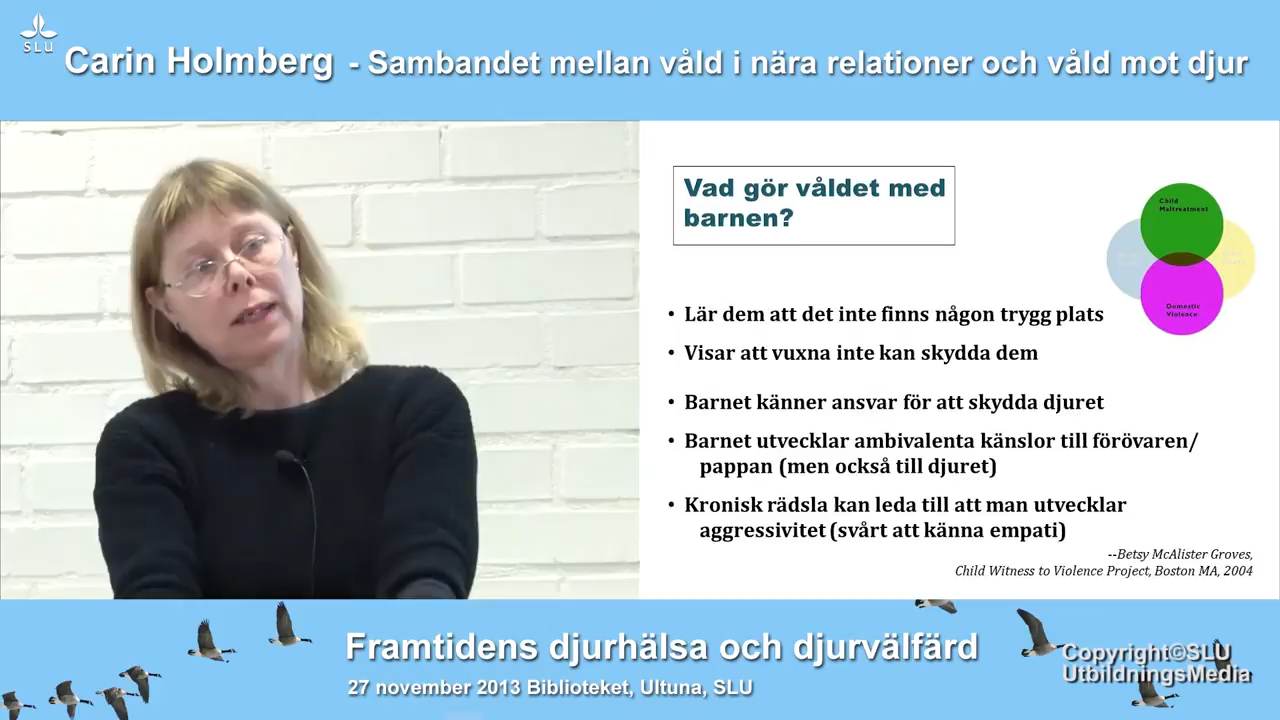 SLU
Carin Holmberg - Sambandet mellan våld i nära relationer och våld mot djur
Vad gör våldet med
barnen?
Child
Maltreatment
Domestic
Violence
• Lär dem att det inte finns någon trygg plats
• Visar att vuxna inte kan skydda dem
• Barnet känner ansvar för att skydda djuret
• Barnet utvecklar ambivalenta känslor till förövaren/
pappan (men också till djuret)
• Kronisk rädsla kan leda till att man utvecklar
aggressivitet (svårt att känna empati)
--Betsy McAlister Groves,
Child Witness to Violence Project, Boston MA, 2004
Framtidens djurhälsa och djurvälfärd
27 november 2013 Biblioteket, Ultuna, SLU
Copyright©SLU
UtbildningsMedia